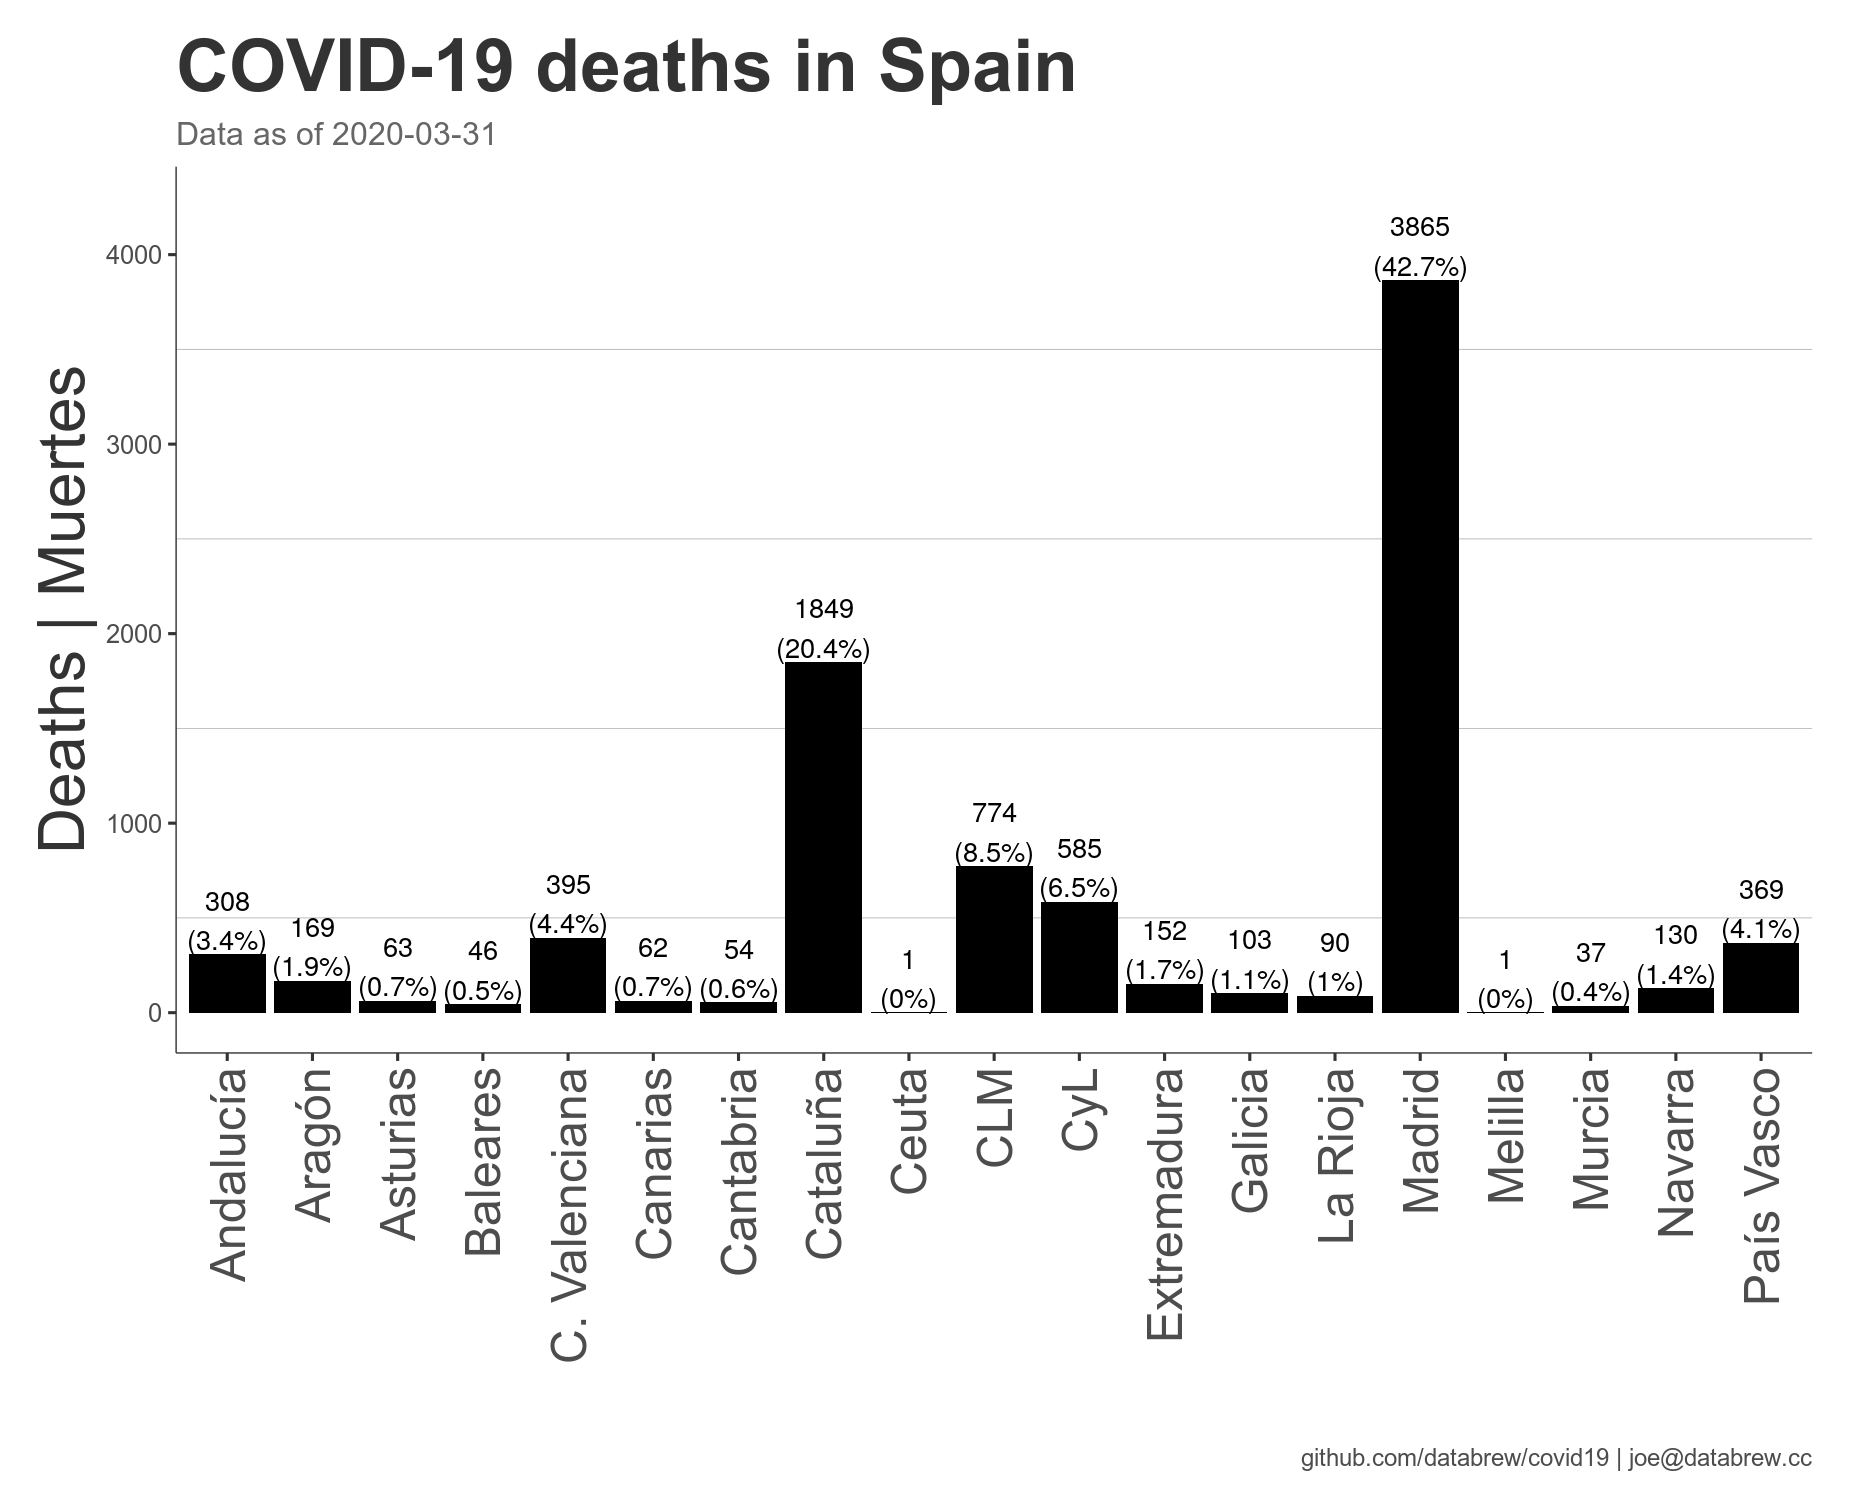 COVID-19 deaths in Spain
Data as of 2020-03-31
Deaths | Muertes
4000
3000
2000
1000
0
308
(3.4%)
169
(1.9%)
63
(0.7%)
46
(0.5%)
395
(4.4%)
62
(0.7%)
54
(0.6%)
1849
(20.4%)
1
(0%)
774
(8.5%)
585
(6.5%)
152
(1.7%)
103
(1.1%)
90
(1%)
3865
(42.7%)
1
(0%)
37
(0.4%)
130
(1.4%)
369
(4.1%)
Andalucía
Aragón
Asturias
Baleares
C. Valenciana
Canarias
Cantabria
Cataluña
Ceuta
CLM
CyL
Extremadura
Galicia
La Rioja
Madrid
Melilla
Murcia
Navarra
País Vasco
github.com/databrew/covid19 | joe@databrew.cc